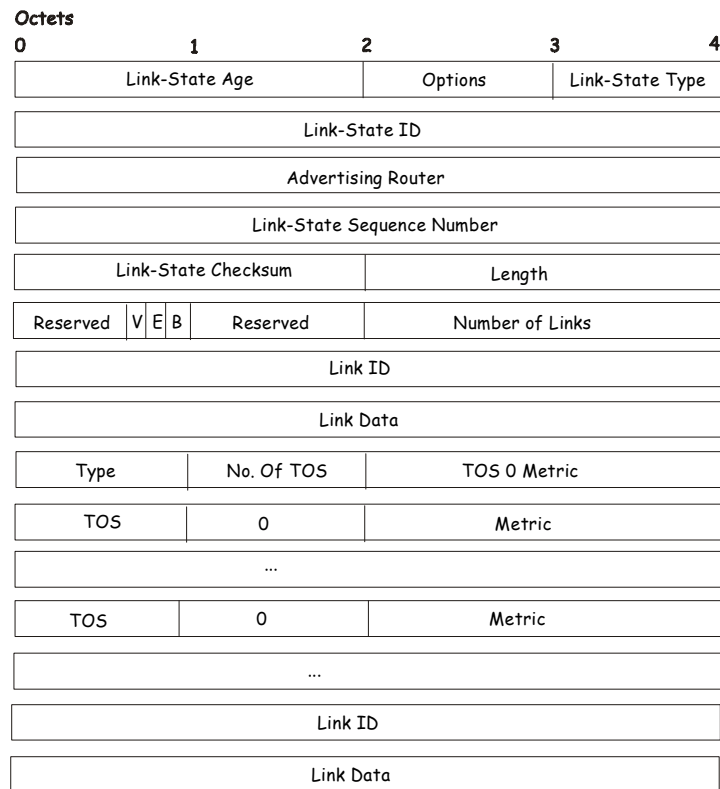 Octets
0 1 2 3 4
Link-State Age Options Link-State Type
Link-State ID
Advertising Router
Link-State Sequence Number
Link-State Checksum Length
Reserved V E B Reserved Number of Links
Link ID
Link Data
Type No. Of TOS TOS 0 Metric
TOS 0 Metric
...
TOS 0 Metric
...
Link ID
Link Data